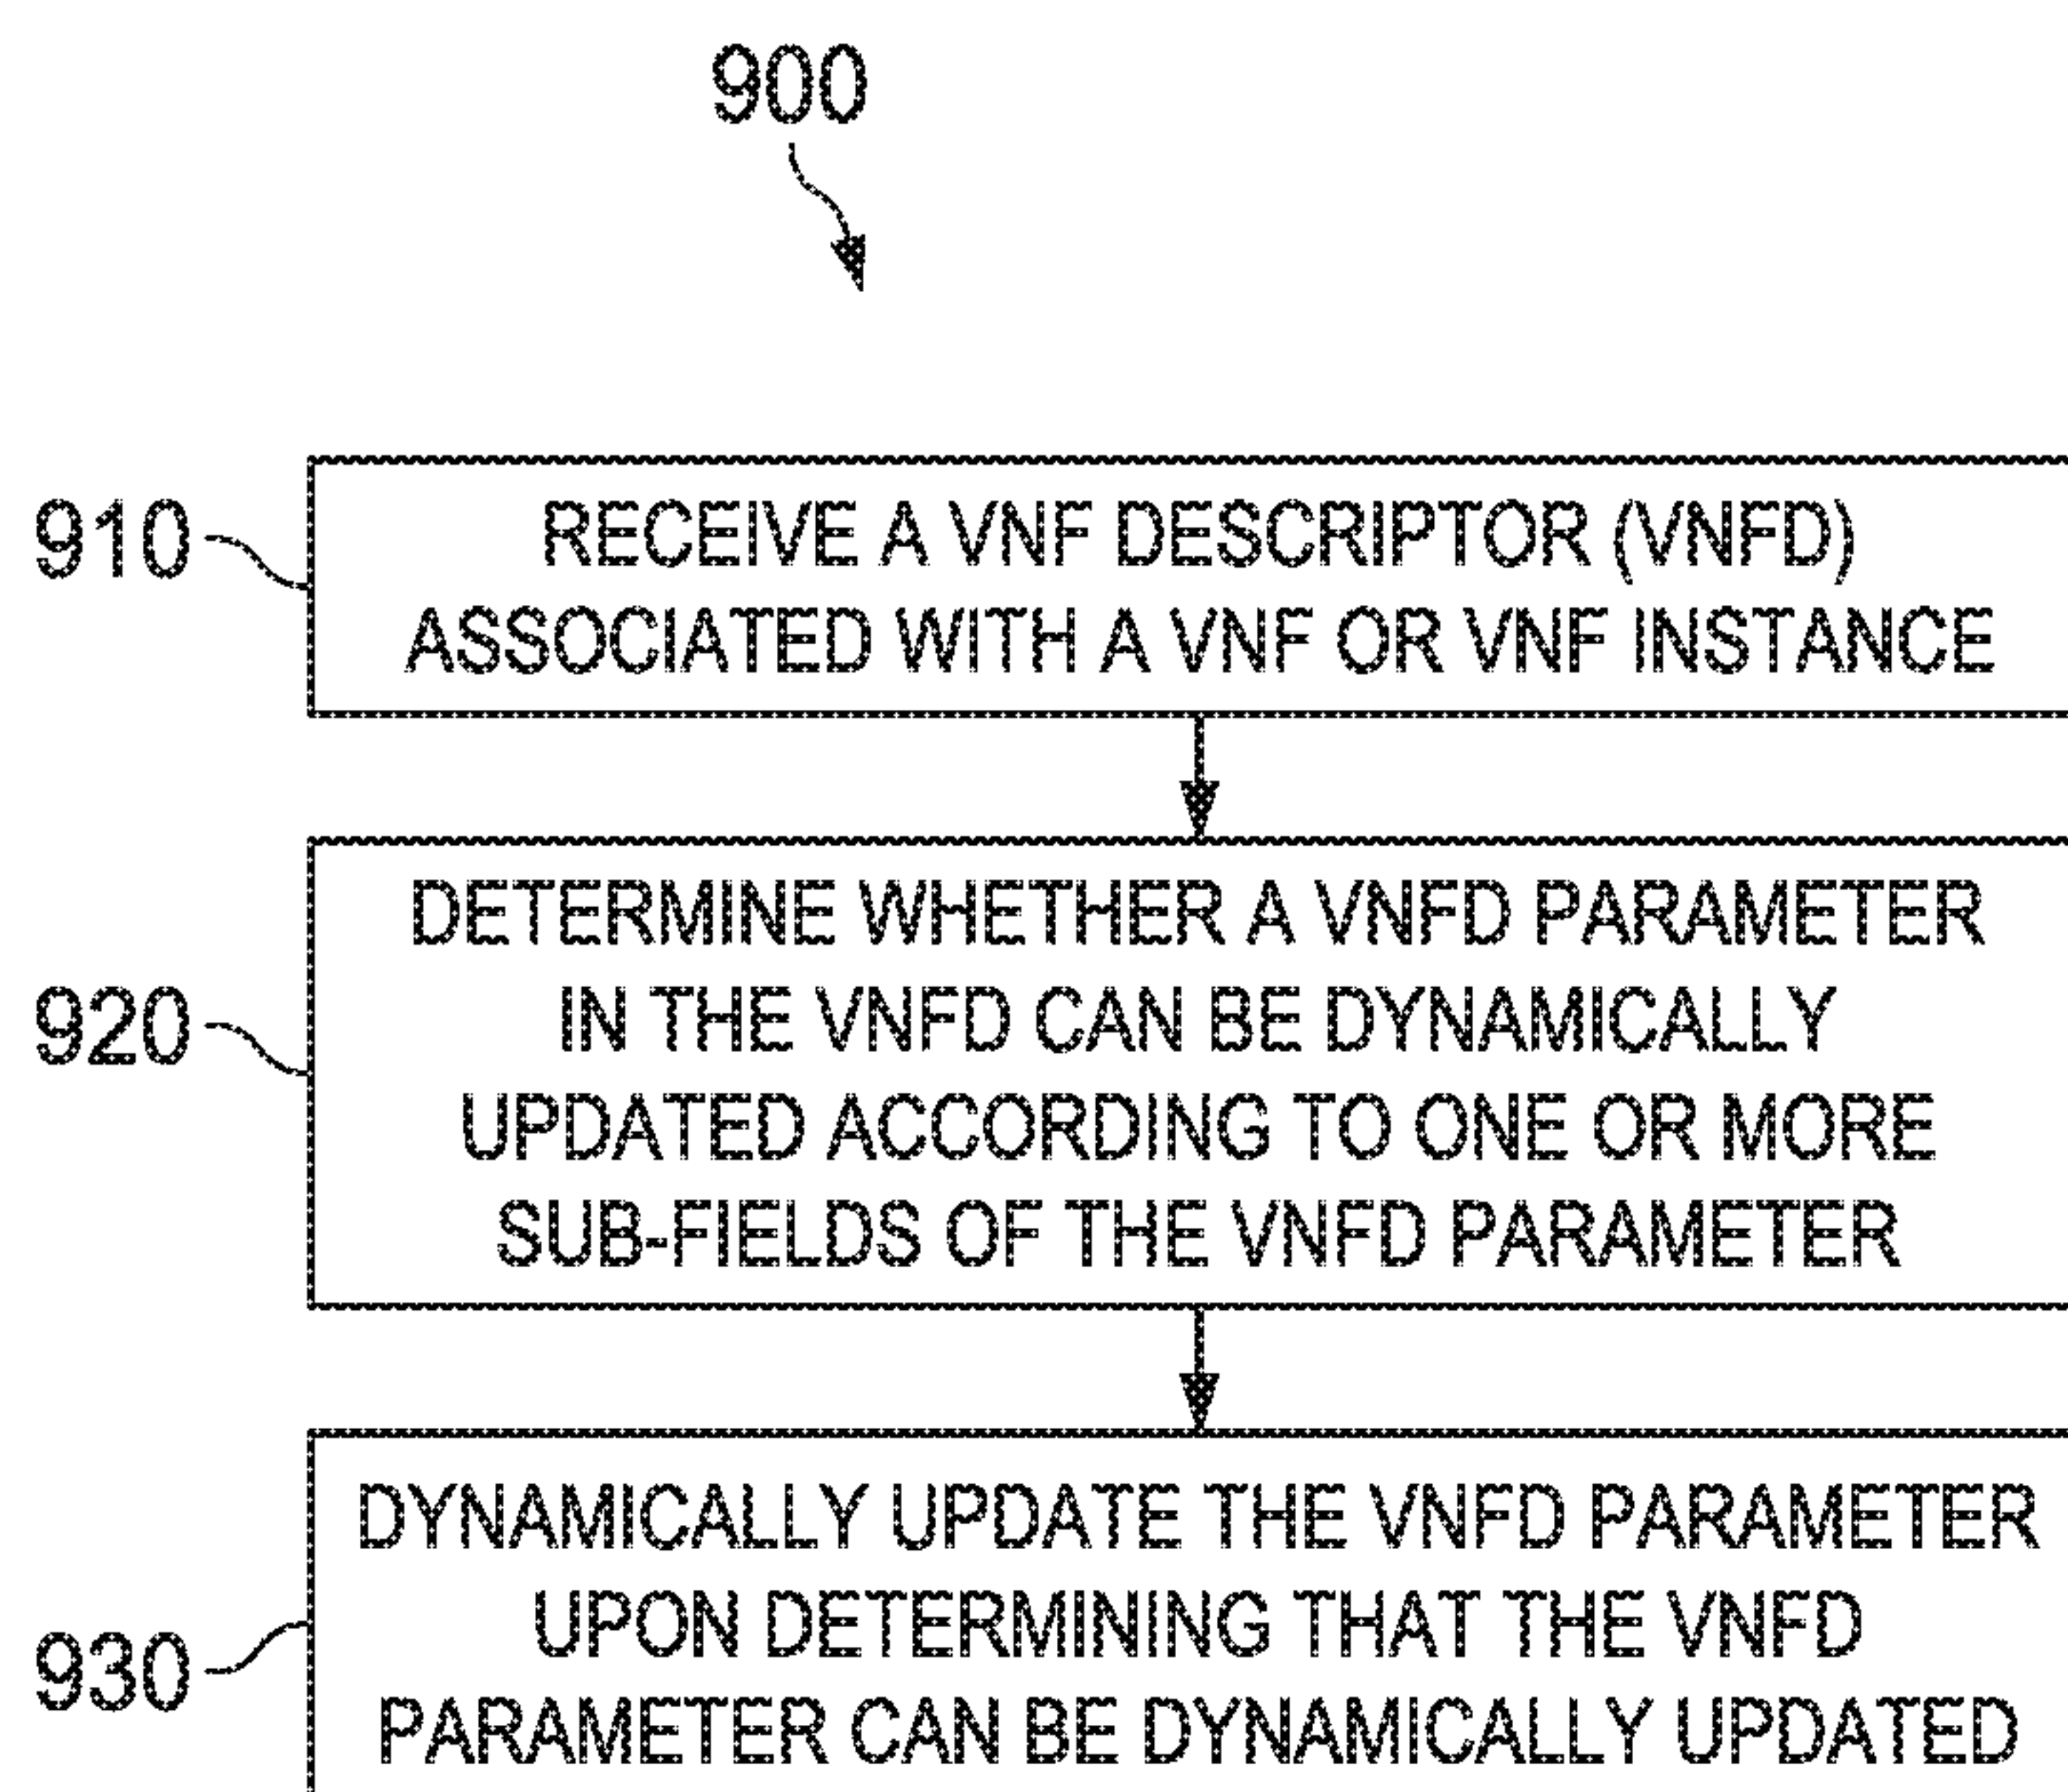 900
910
RECEIVE A VNF DESCRIPTOR (VNFD)
ASSOCIATED WITH A VNF OR VNF INSTANCE
920
DETERMINE WHETHER A VNFD PARAMETER
IN THE VNFD CAN BE DYNAMICALLY
UPDATED ACCORDING TO ONE OR MORE
SUB-FIELDS OF THE VNFD PARAMETER
930
DYNAMICALLY UPDATE THE VNFD PARAMETER
UPON DETERMINING THAT THE VNFD
PARAMETER CAN BE DYNAMICALLY UPDATED